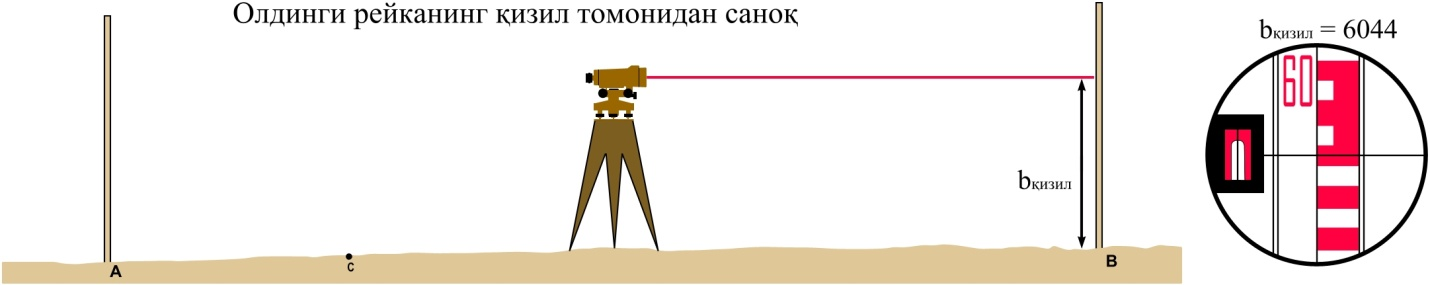 Олдинги рейканинг қизил томонидан саноқ
bқизил = 6044
60
bқизил
A
C
B